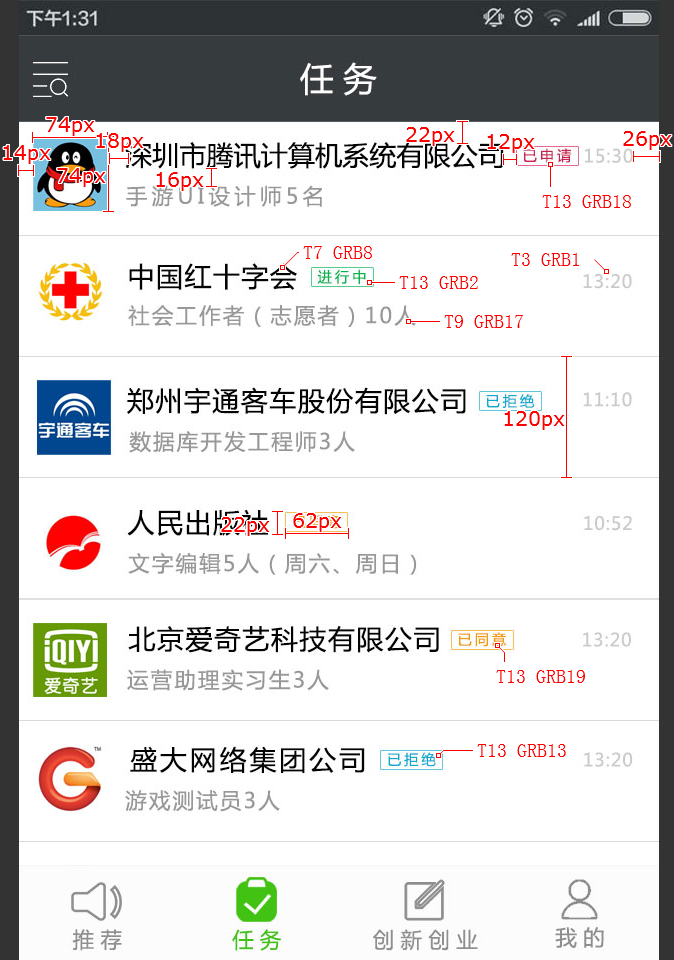 下午1:31
任务
74px
22px
18px
12px
26px
14px
深圳市腾讯计算机系统有限公司
已申请
15:30
74px
16px
手游UI设计师5名
T13 GRB18
T7 GRB8
T3 GRB1
中国红十字会
进行中
T13 GRB2
13:20
社会工作者(志愿者)10人
T9 GRB17
郑州宇通客车股份有限公司
已拒绝
11:10
120px
宇通客车
数据库开发工程师3人
人民出版社
22px
62px
10:52
文字编辑5人(周六、周日)
北京爱奇艺科技有限公司
已同意
13:20
iQIYI
爱奇艺
运营助理实习生3人
T13 GRB19
盛大网络集团公司
已拒绝
T13 GRB13
13:20
TM
游戏测试员3人
推荐
任务
创新创业
我的